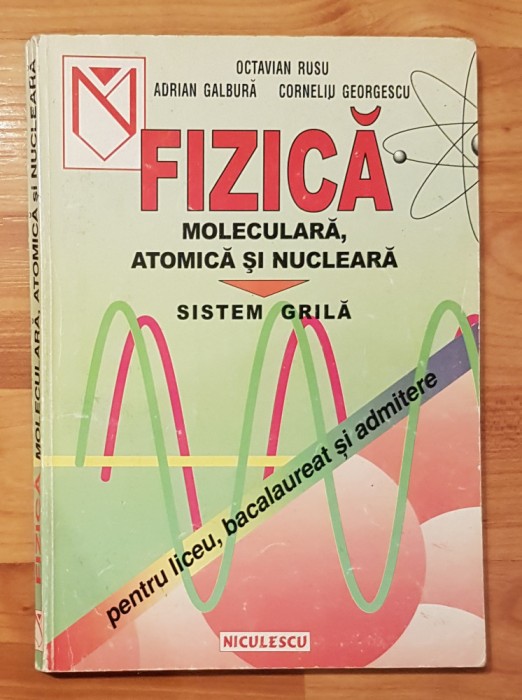 OCTAVIAN RUSU
ADRIAN GALBURĂ CORNELIU GEORGESCU
FIZICĂ
MOLECULARĂ,
ATOMICĂ ŞI NUCLEARĂ
SISTEM GRILĂ
pentru liceu, bacalaureat şi admitere
NICULESCU
FIZICA MOLECULARĂ, ATOMICĂ ŞI NUCLEARĂ